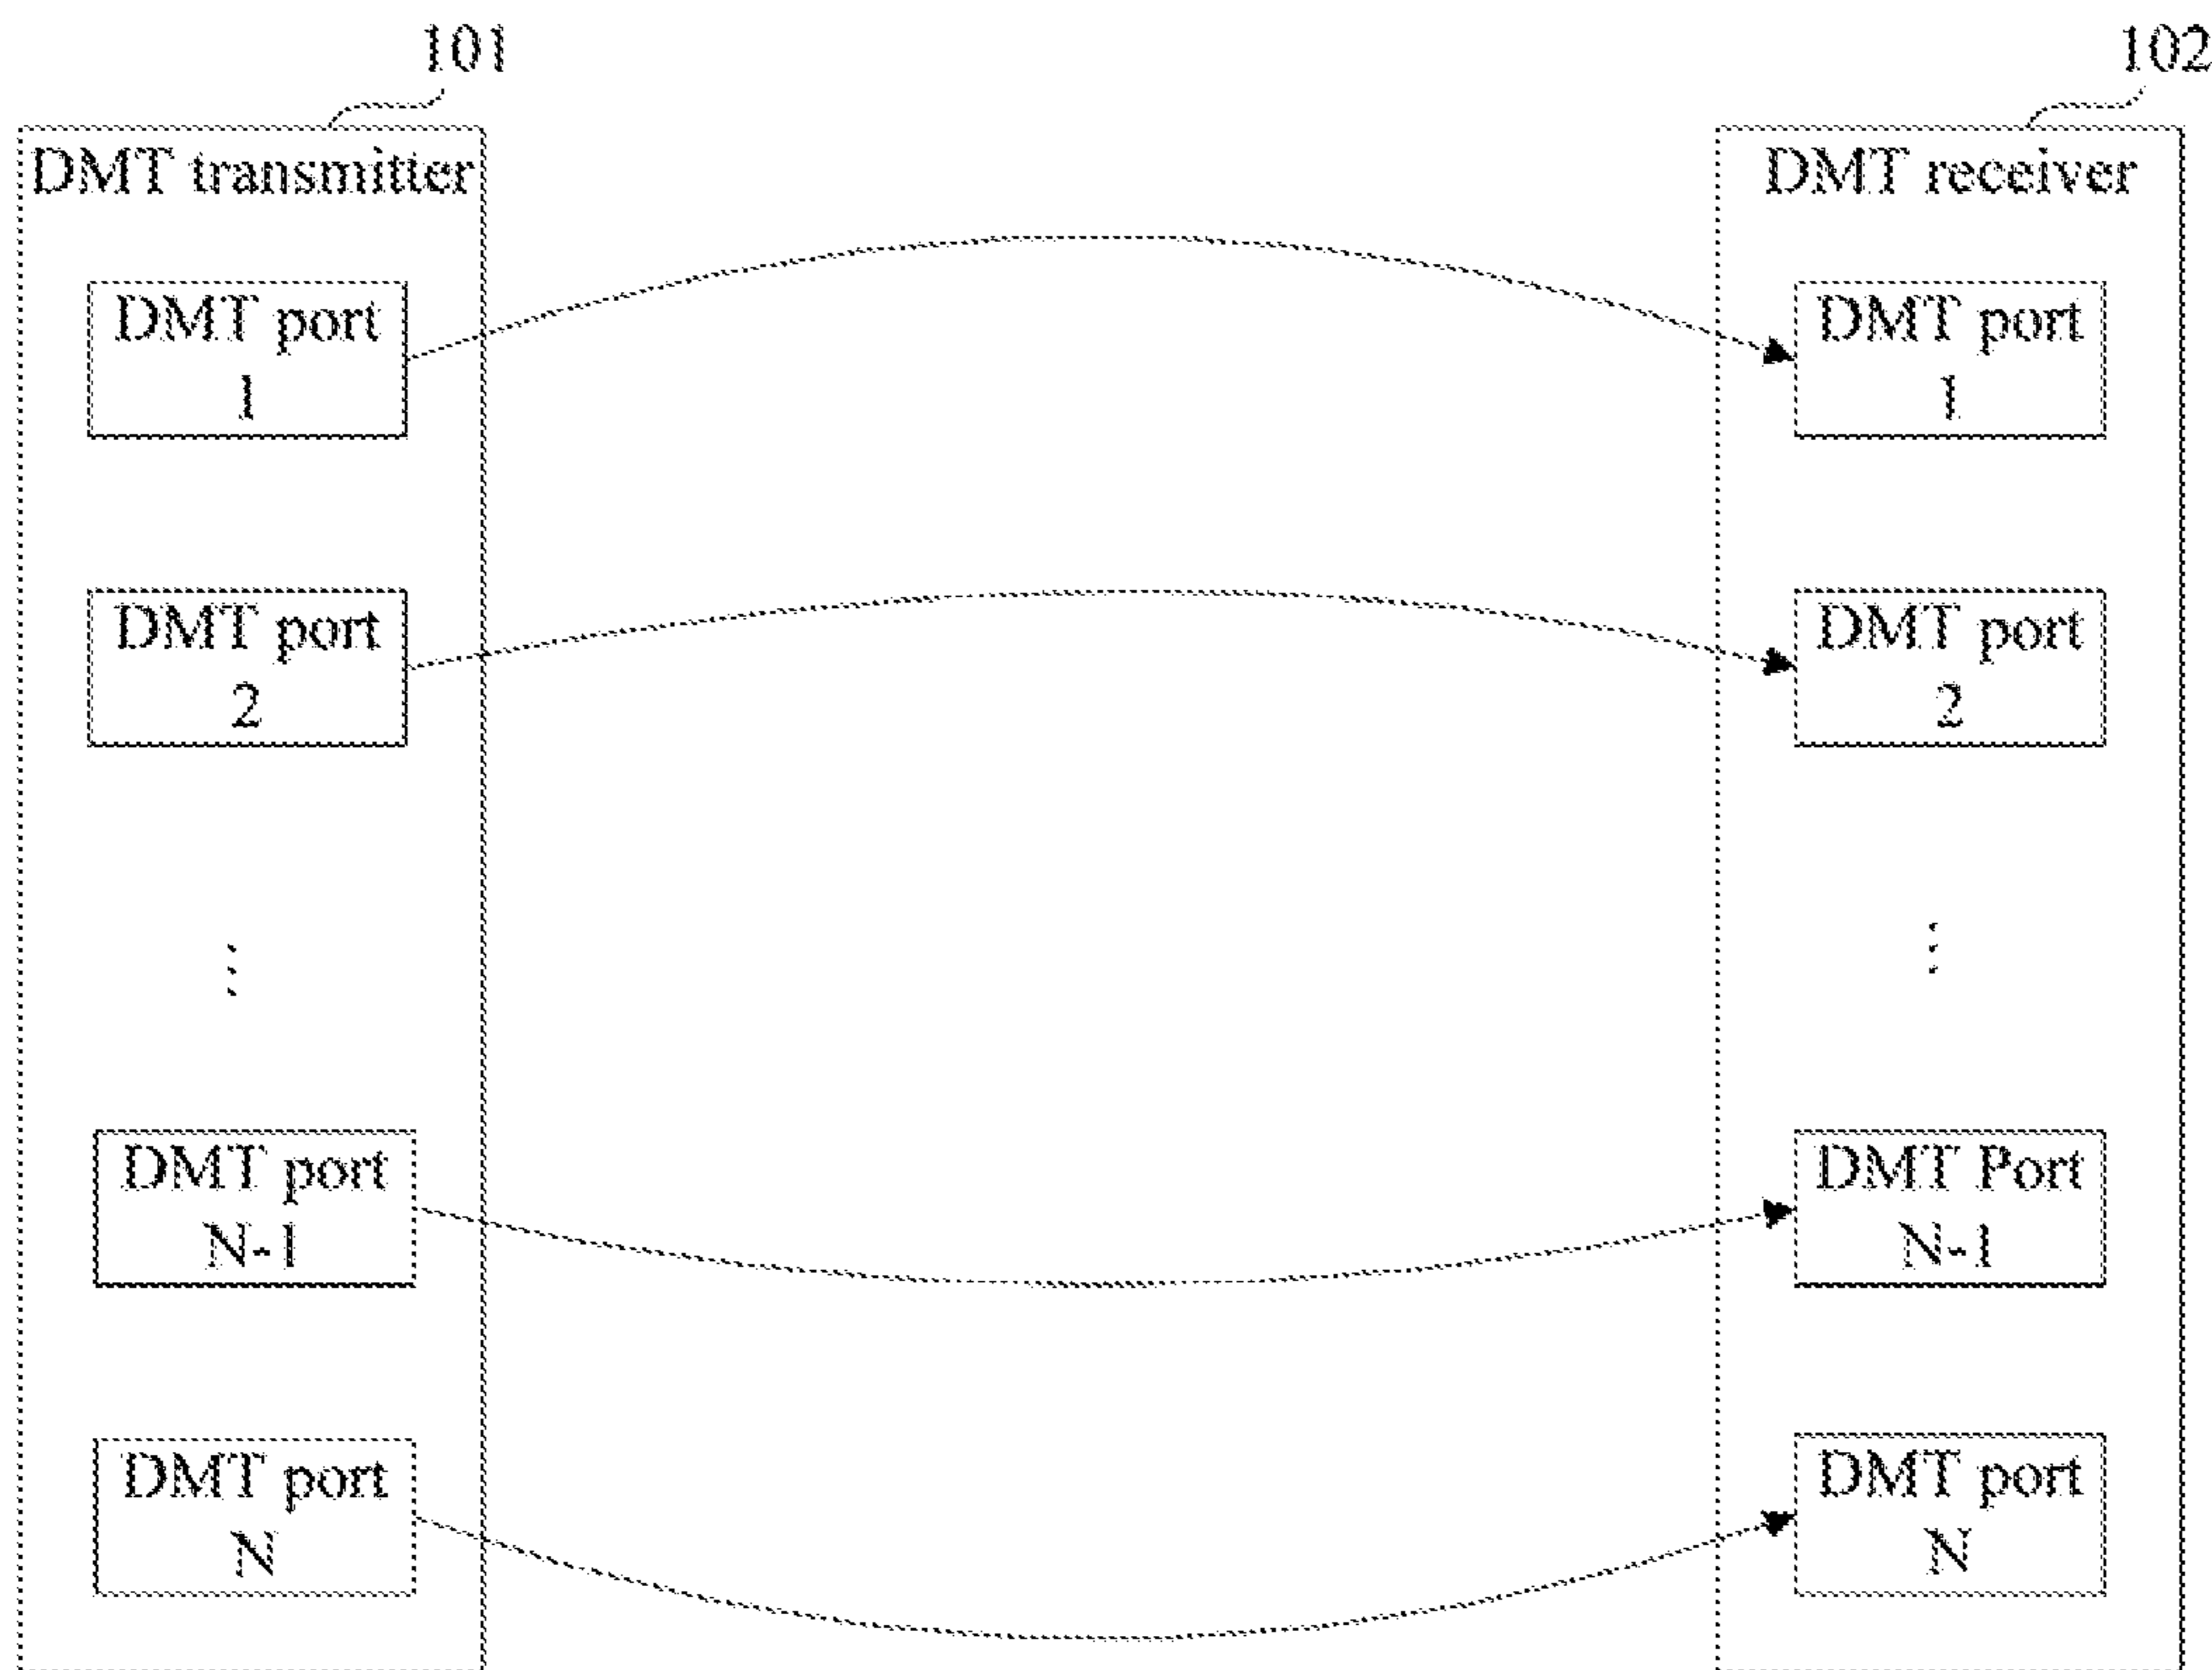 101
102
DMT transmitter
DMT receiver
DMT port
1
DMT port
1
DMT port
2
DMT port
2
DMT port
N-1
DMT Port
N-1
DMT port
N
DMT port
N